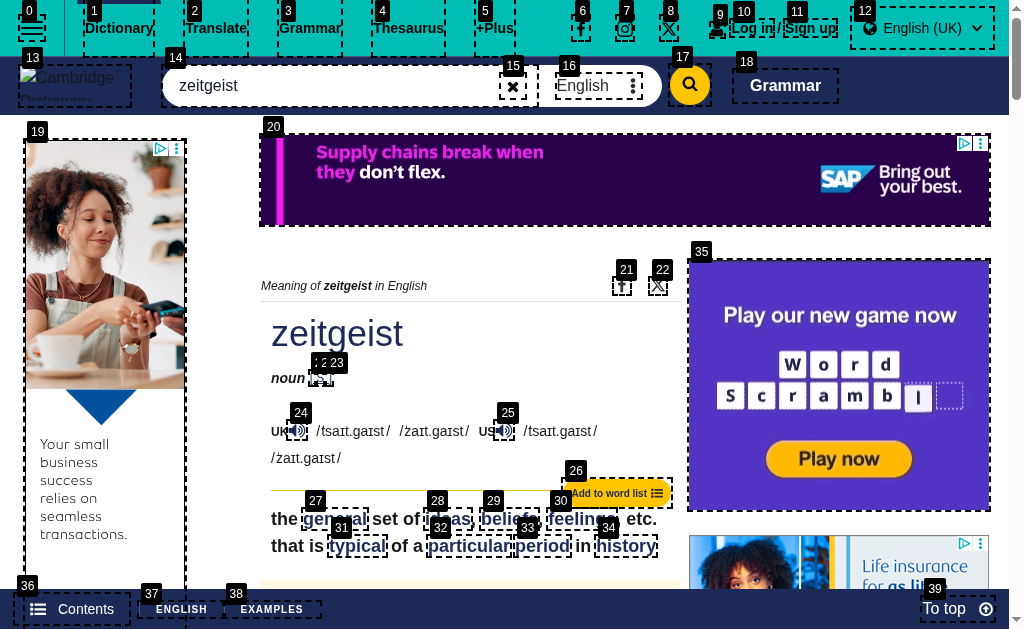 0 1 2 3 4 5 6 7 8 9 10 11 12
Dictionary Translate Grammar Thesaurus +Plus Log in / Sign up English (UK)
13 14 15 16 17 18
Cambridge Dictionary zeitgeist English Grammar
19 20
Supply chains break when
they don't flex.
SAP Bring out
your best.
21 22 35
Meaning of zeitgeist in English
zeitgeist
23
noun
24 25
UK /tsaɪt.ɡaɪst/ /ˈzaɪt.ɡaɪst/ US /tsaɪt.ɡaɪst/
/ˈzaɪt.ɡaɪst/
26
Add to word list
27 28 29 30
the general set of ideas, beliefs, feelings, etc.
31 32 33 34
that is typical of a particular period in history
Your small
business
success
relies on
seamless
transactions.
Play our new game now
Word
Scrambl
Play now
Life insurance
for as
36 37 38 39
Contents ENGLISH EXAMPLES To top